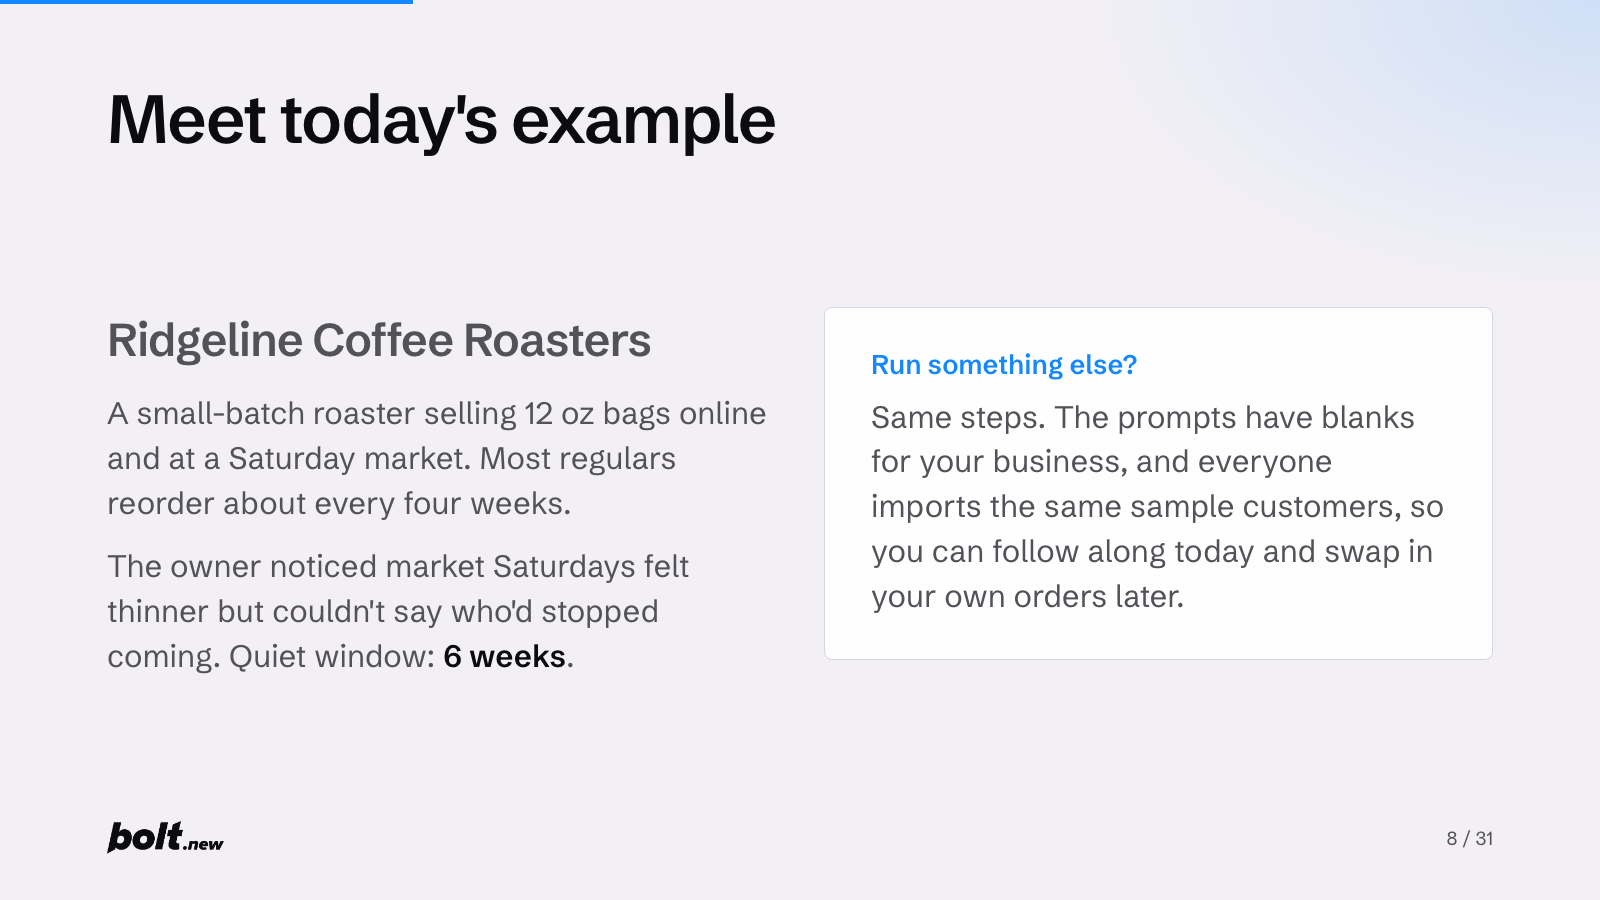 Meet today's example
Ridgeline Coffee Roasters
A small-batch roaster selling 12 oz bags online
and at a Saturday market. Most regulars
reorder about every four weeks.
The owner noticed market Saturdays felt
thinner but couldn't say who'd stopped
coming. Quiet window: 6 weeks.
Run something else?
Same steps. The prompts have blanks
for your business, and everyone
imports the same sample customers, so
you can follow along today and swap in
your own orders later.
bolt.new
8 / 31